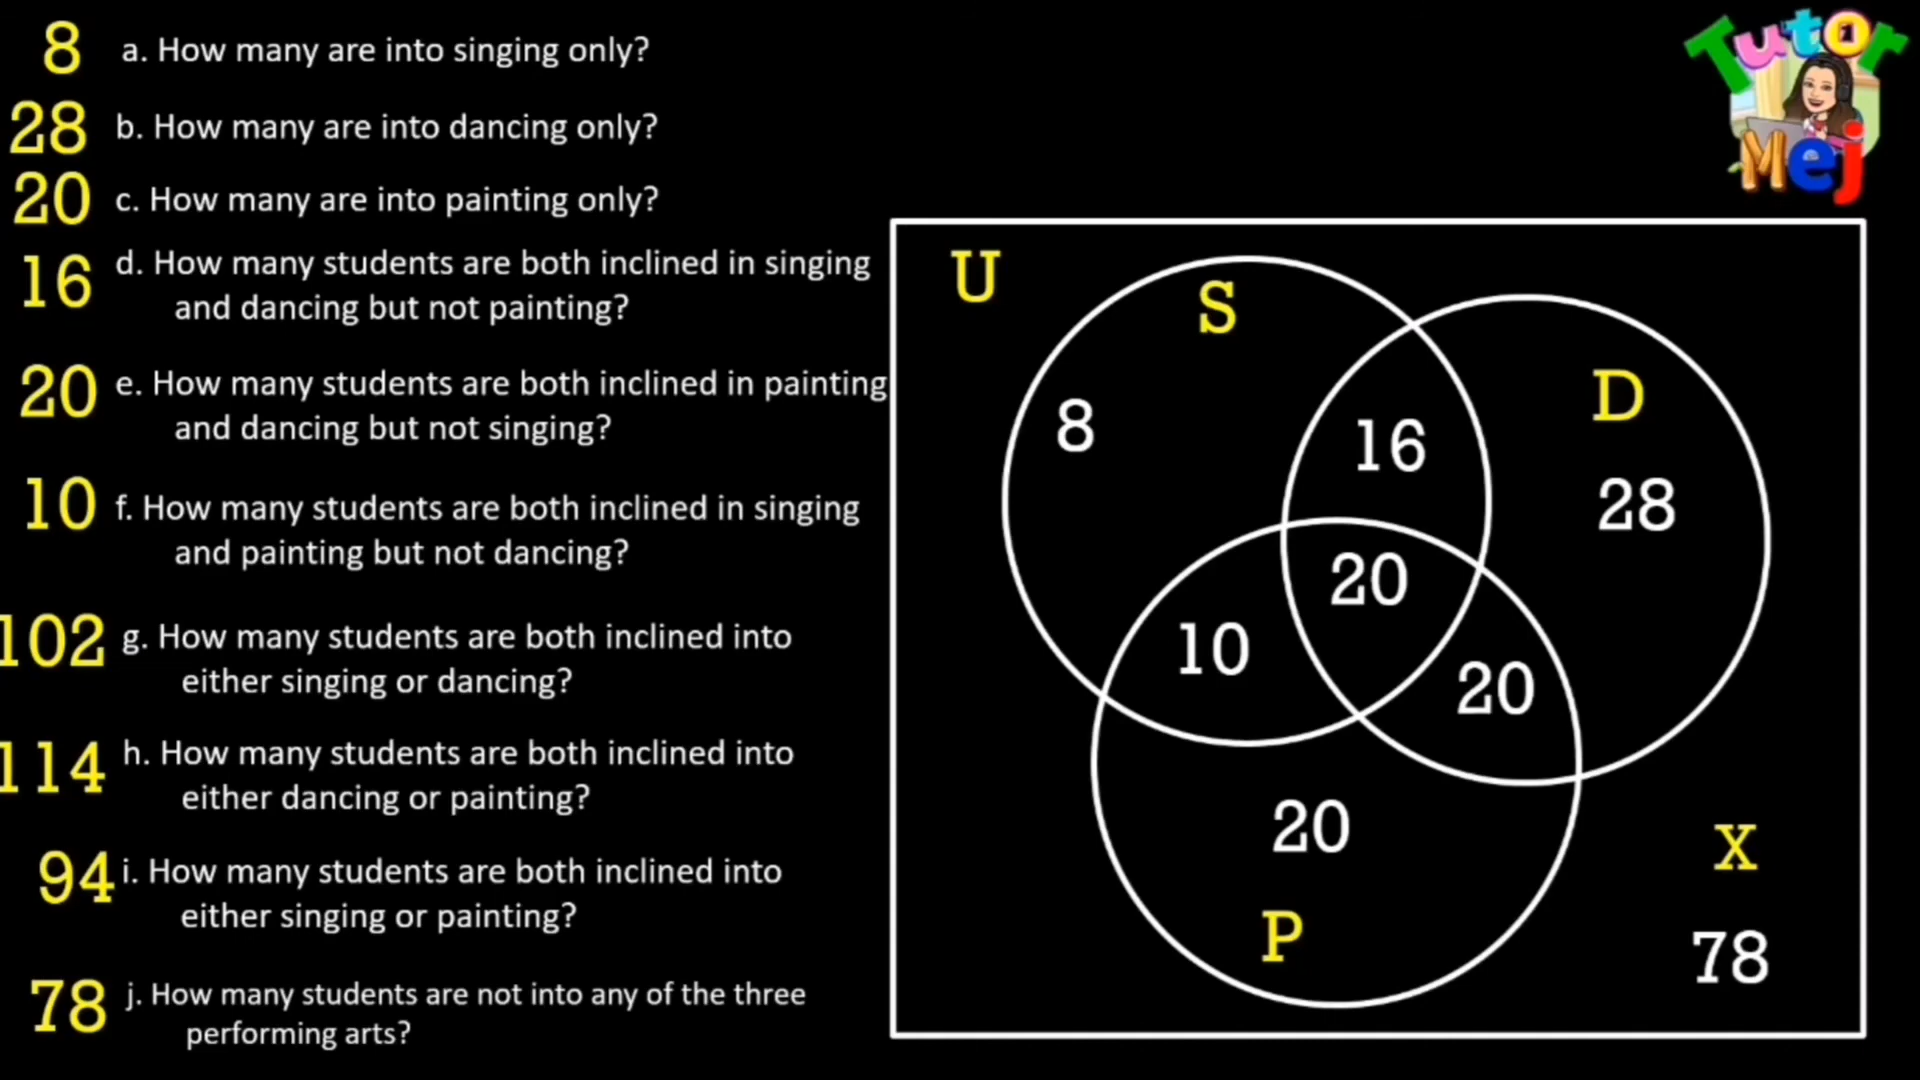 8 a. How many are into singing only?
28 b. How many are into dancing only?
20 c. How many are into painting only?
16 d. How many students are both inclined in singing
and dancing but not painting?
20 e. How many students are both inclined in painting
and dancing but not singing?
10 f. How many students are both inclined in singing
and painting but not dancing?
102 g. How many students are both inclined into
either singing or dancing?
114 h. How many students are both inclined into
either dancing or painting?
94 i. How many students are both inclined into
either singing or painting?
78 j. How many students are not into any of the three
performing arts?
Tutor
Mej
U
S
D
8
16
28
20
10
20
20
P
X
78